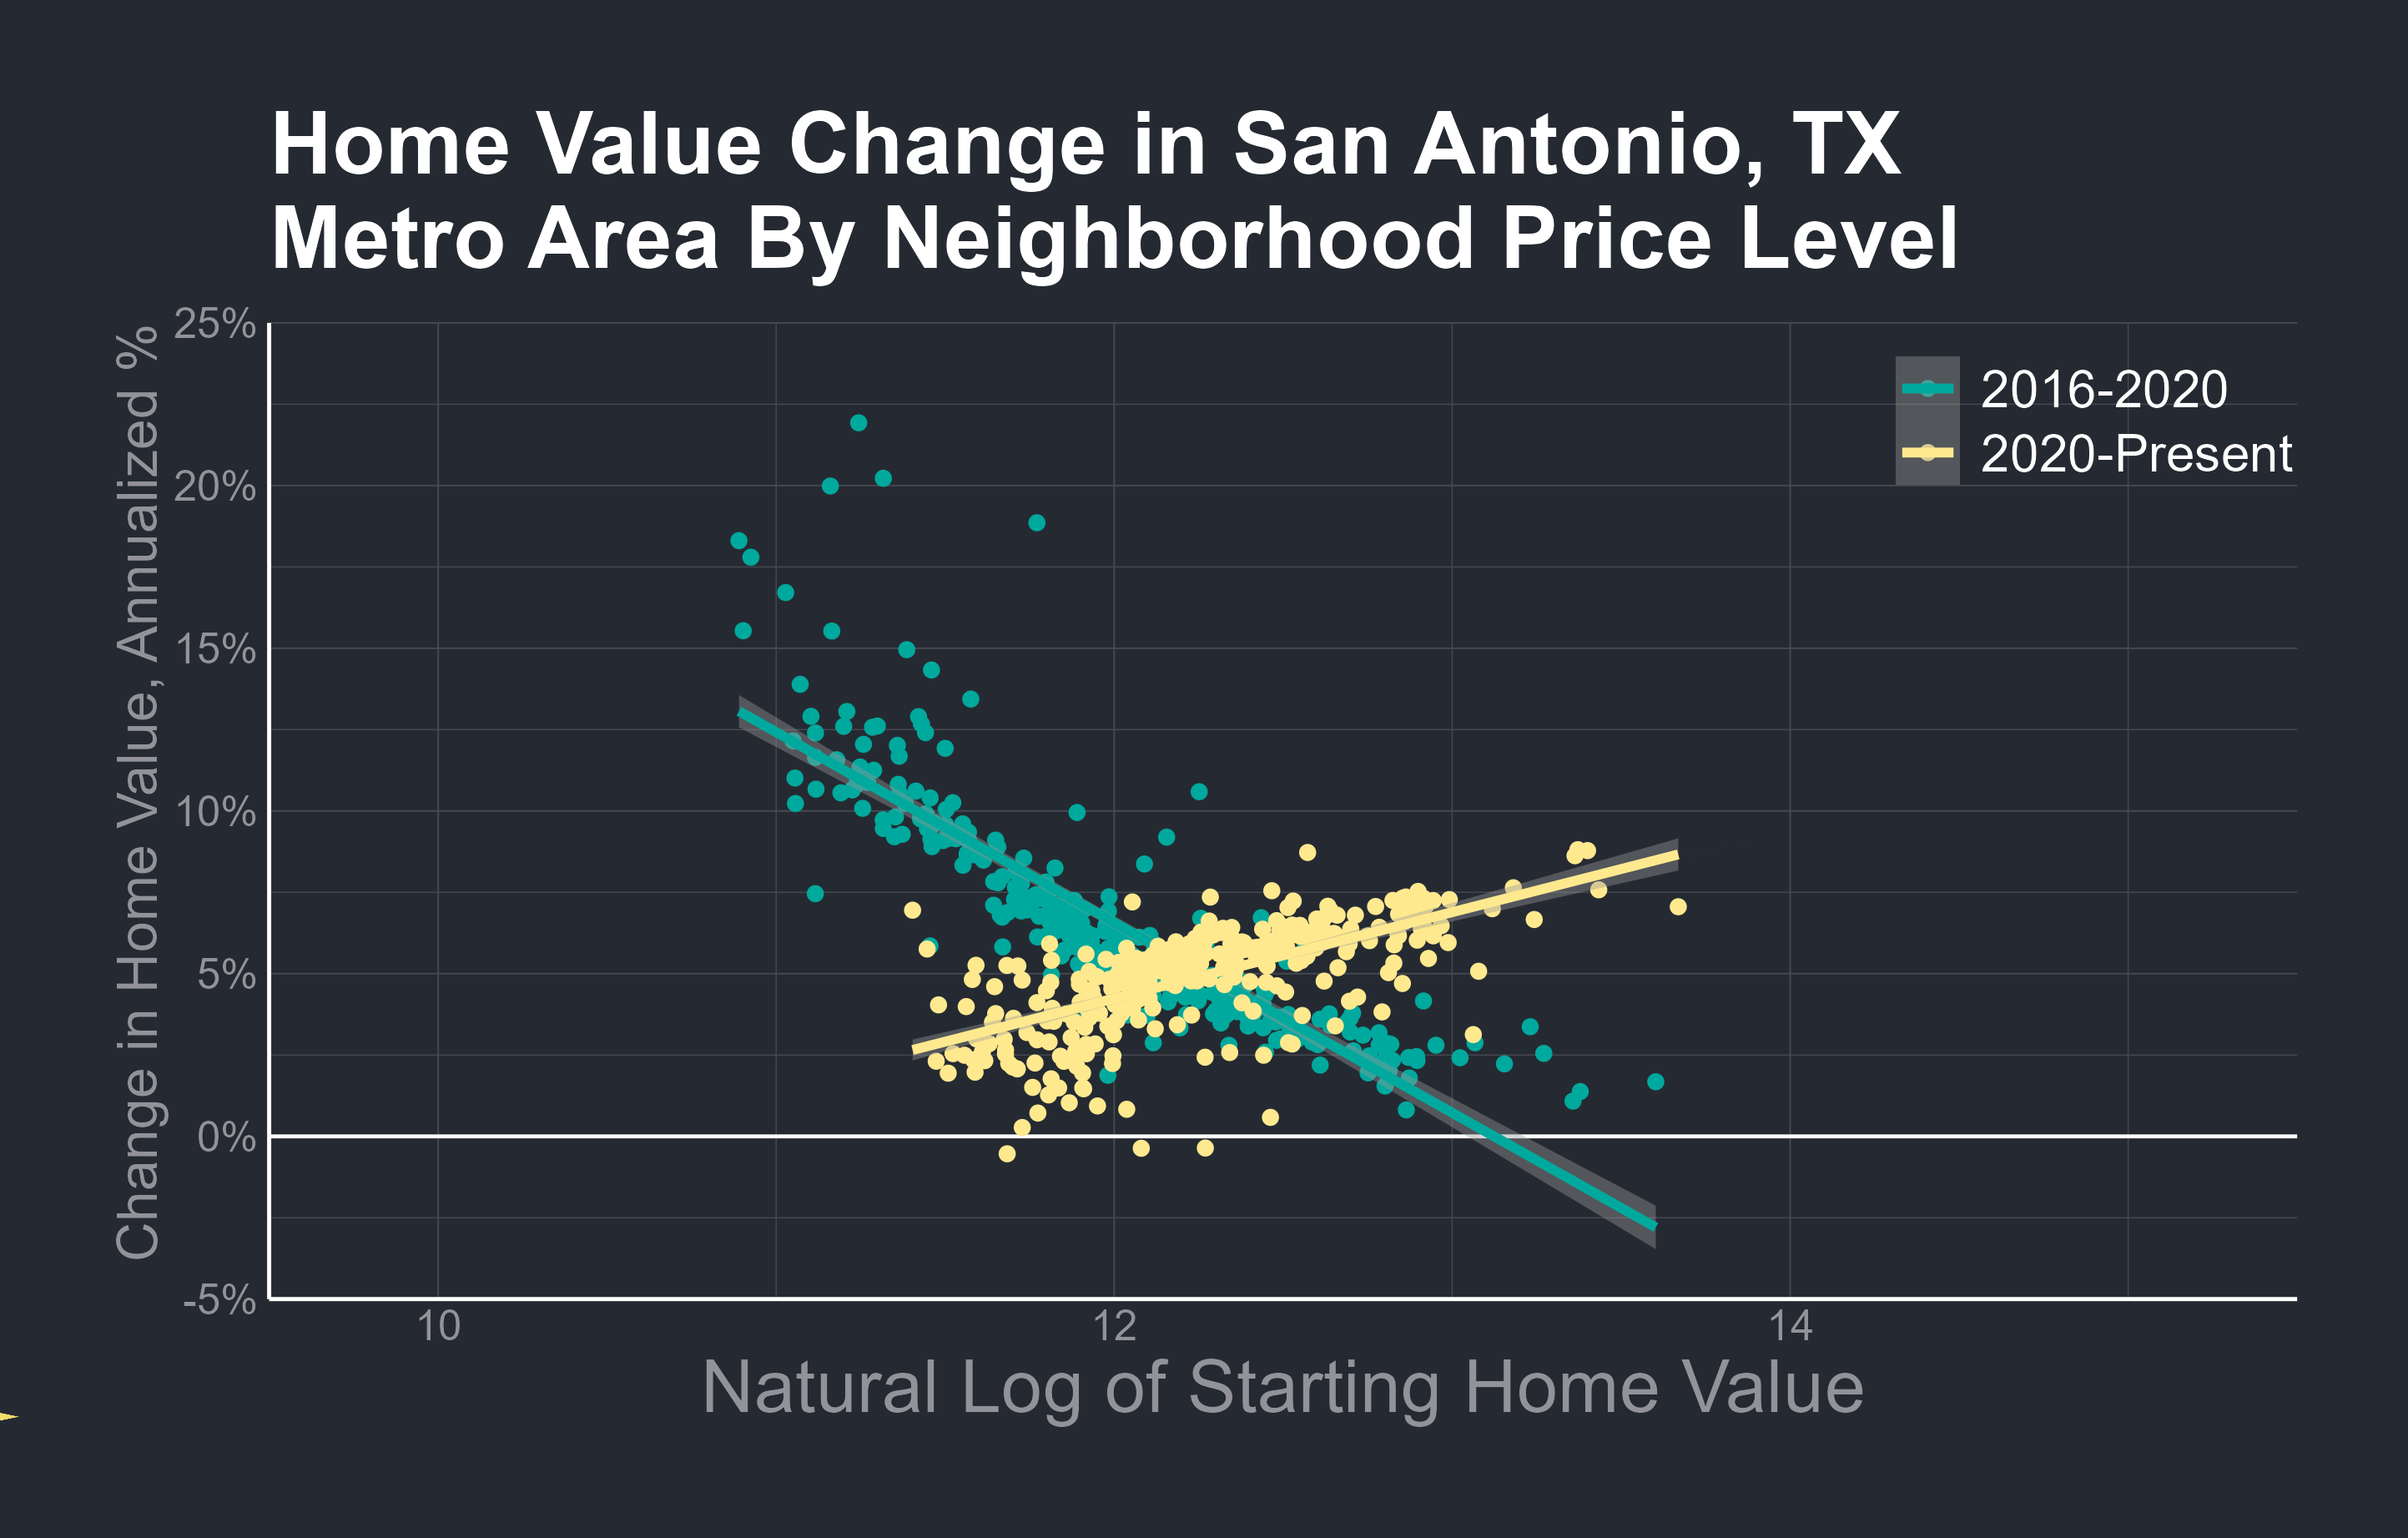 Home Value Change in San Antonio, TX
Metro Area By Neighborhood Price Level
Change in Home Value, Annualized %
25%
20%
15%
10%
5%
0%
-5%
2016-2020
2020-Present
10
12
14
Natural Log of Starting Home Value